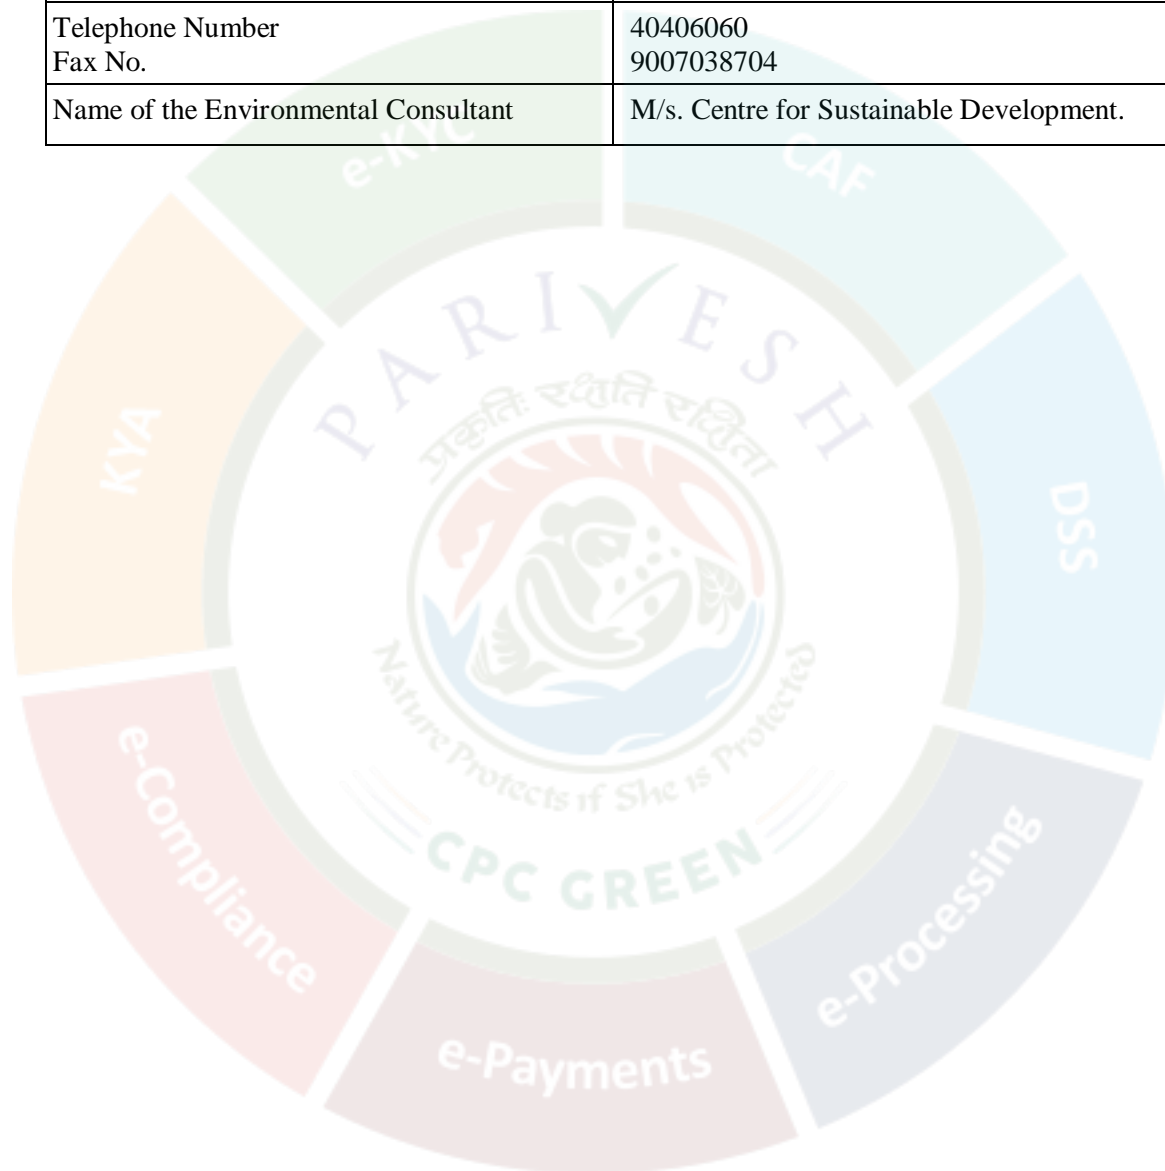 Telephone Number 40406060
Fax No. 9007038704
Name of the Environmental Consultant M/s. Centre for Sustainable Development.
e-KYC
CAF
PARIVESH
प्रकृतिः रक्षति रक्षिता
KYA
DSS
Nature Protects if She is Protected
e-Compliance
CPC GREEN
e-Processing
e-Payments